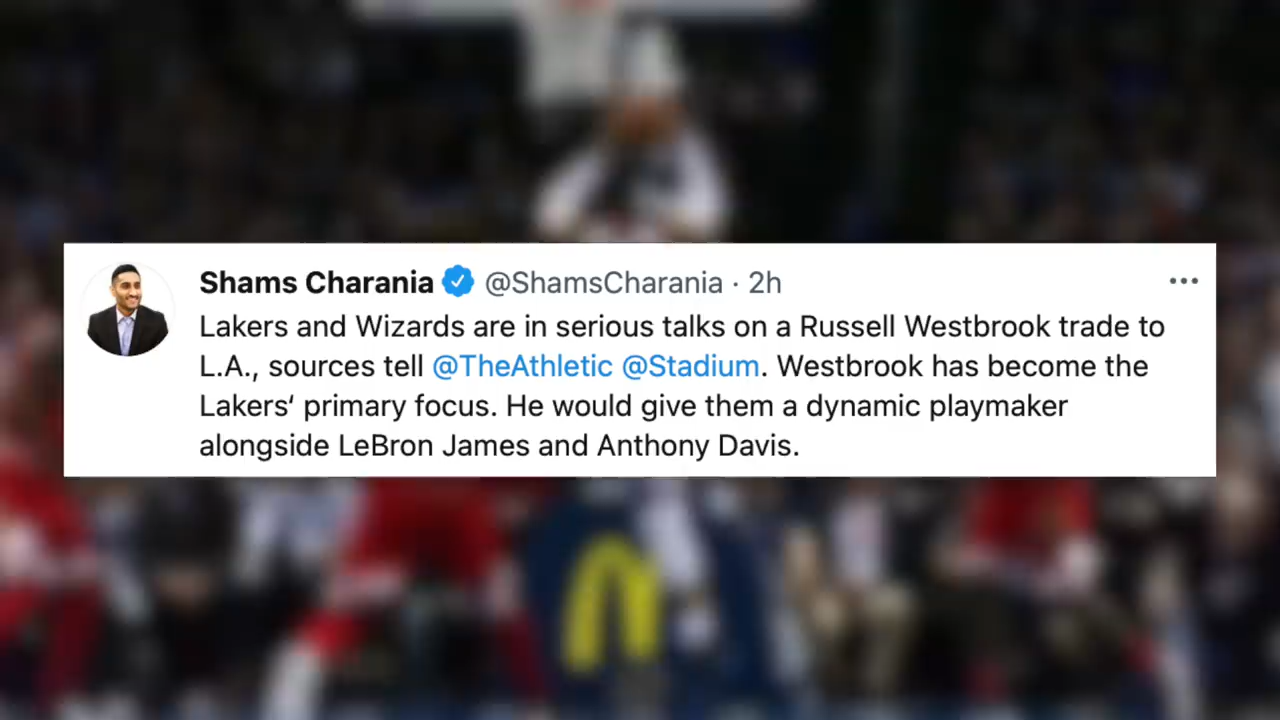 Shams Charania @ShamsCharania · 2h
Lakers and Wizards are in serious talks on a Russell Westbrook trade to
L.A., sources tell @TheAthletic @Stadium. Westbrook has become the
Lakers‘ primary focus. He would give them a dynamic playmaker
alongside LeBron James and Anthony Davis.